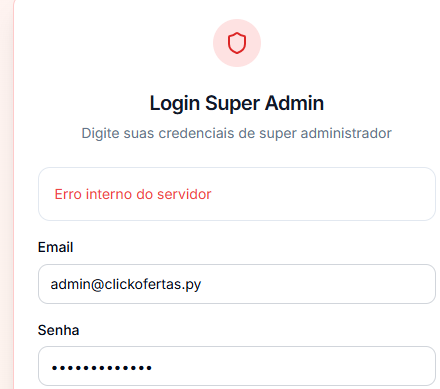 Login Super Admin
Digite suas credenciais de super administrador
Erro interno do servidor
Email
admin@clickofertas.py
Senha
•••••••••••••